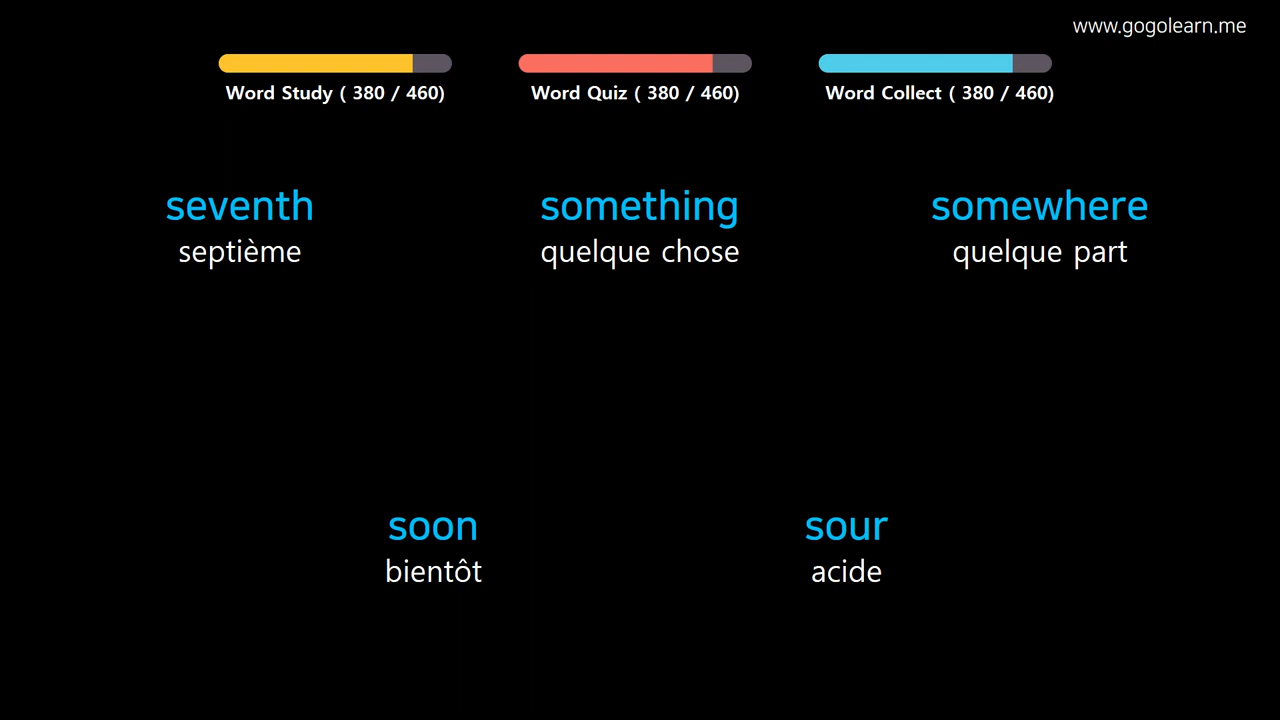 www.gogolearn.me
Word Study ( 380 / 460)
Word Quiz ( 380 / 460)
Word Collect ( 380 / 460)
seventh
septième
something
quelque chose
somewhere
quelque part
soon
bientôt
sour
acide